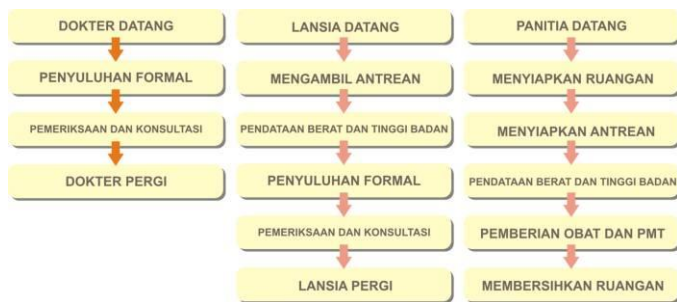 DOKTER DATANG
PENYULUHAN FORMAL
PEMERIKSAAN DAN KONSULTASI
DOKTER PERGI
LANSIA DATANG
MENGAMBIL ANTREAN
PENDATAAN BERAT DAN TINGGI BADAN
PENYULUHAN FORMAL
PEMERIKSAAN DAN KONSULTASI
LANSIA PERGI
PANITIA DATANG
MENYIAPKAN RUANGAN
MENYIAPKAN ANTREAN
PENDATAAN BERAT DAN TINGGI BADAN
PEMBERIAN OBAT DAN PMT
MEMBERSIHKAN RUANGAN